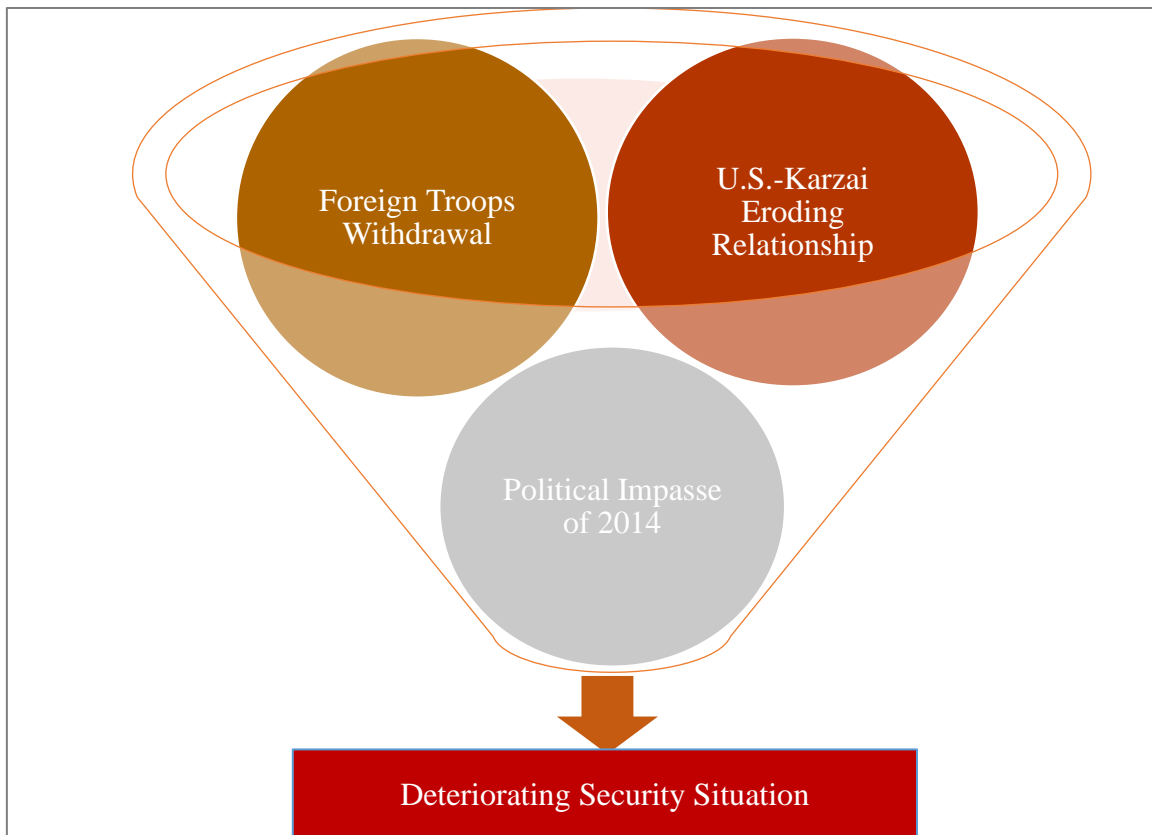 Foreign Troops
Withdrawal
U.S.-Karzai
Eroding
Relationship
Political Impasse
of 2014
Deteriorating Security Situation